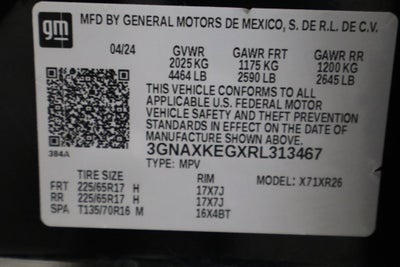 gm
MFD BY GENERAL MOTORS DE MEXICO, S. DE R.L. DE C.V.
04/24 GVWR GAWR FRT GAWR RR
2025 KG 1175 KG 1200 KG
4464 LB 2590 LB 2645 LB
THIS VEHICLE CONFORMS TO ALL
APPLICABLE U.S. FEDERAL MOTOR
VEHICLE SAFETY AND THEFT PREVENTION
STANDARDS IN EFFECT ON THE DATE OF
MANUFACTURE SHOWN ABOVE.
384A
3GNAXKEGXRL313467
TYPE: MPV MODEL: X71XR26
TIRE SIZE RIM
FRT 225/65R17 H 17X7J
RR 225/65R17 H 17X7J
SPA T135/70R16 M 16X4BT